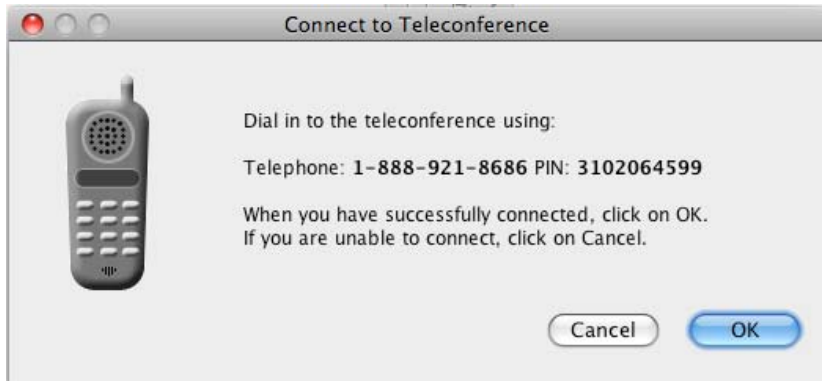 Connect to Teleconference
Dial in to the teleconference using:
Telephone: 1-888-921-8686 PIN: 3102064599
When you have successfully connected, click on OK.
If you are unable to connect, click on Cancel.
Cancel OK